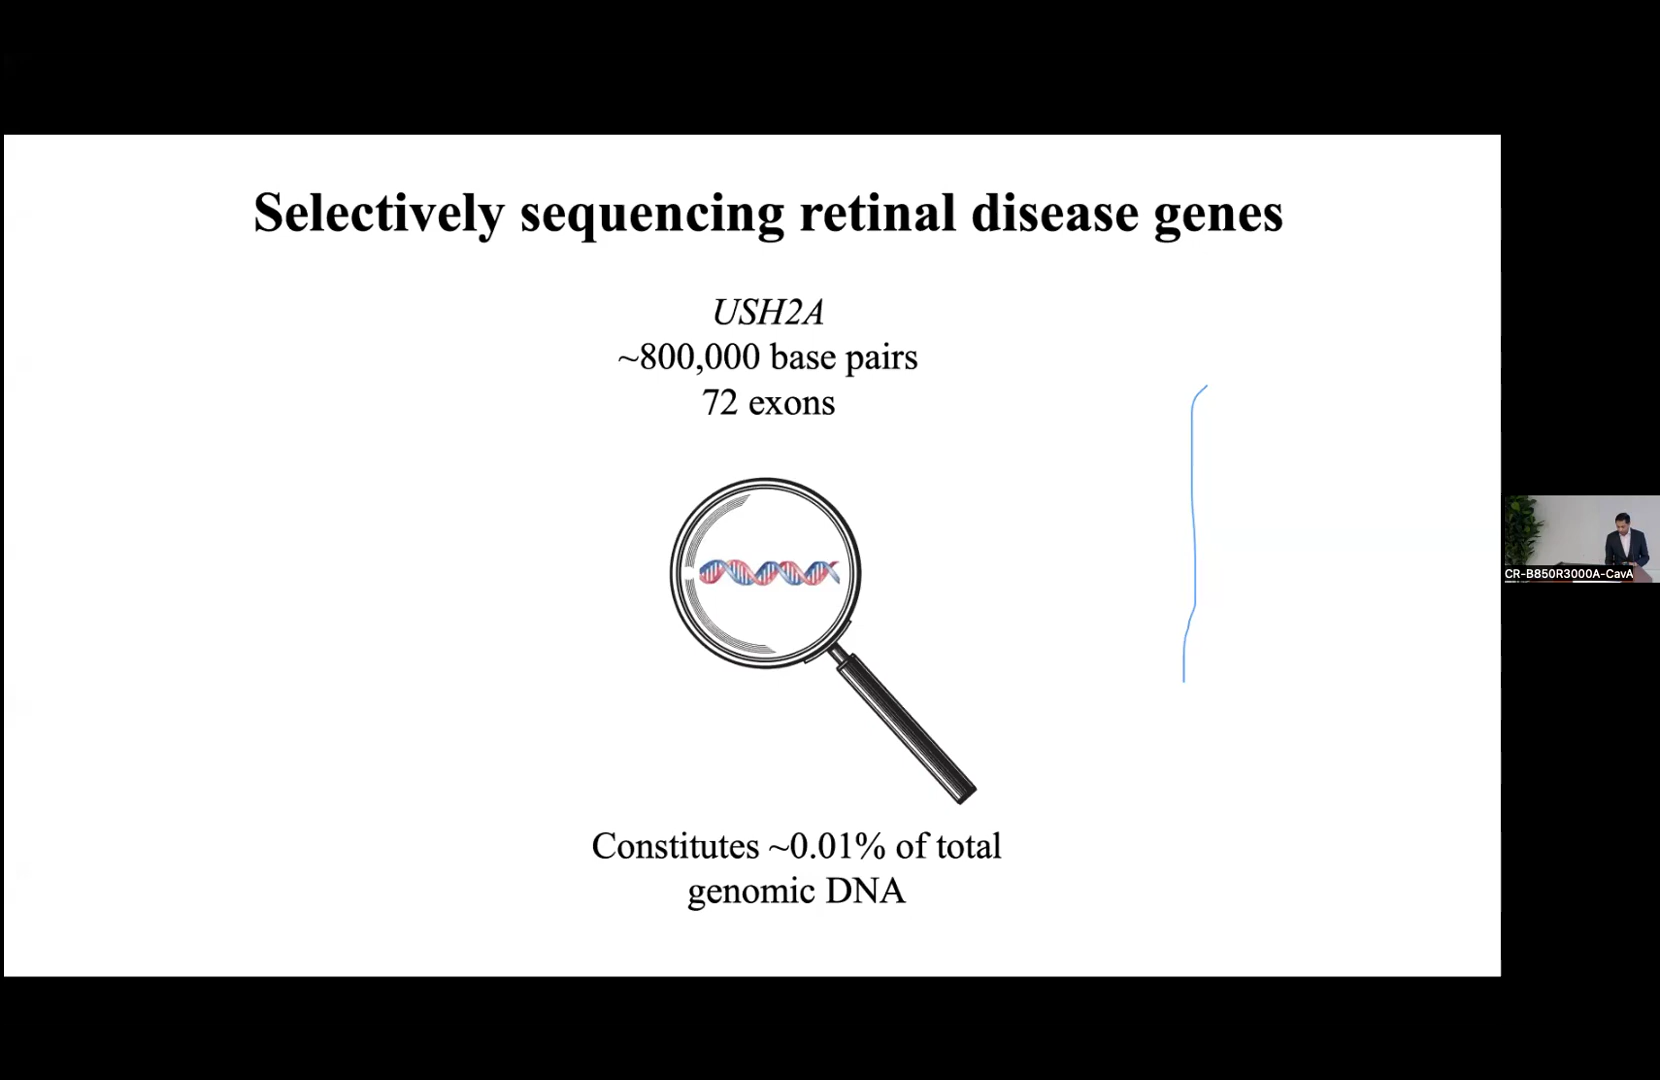 Selectively sequencing retinal disease genes
USH2A
~800,000 base pairs
72 exons
Constitutes ~0.01% of total
genomic DNA
CR-B850R3000A-CavA